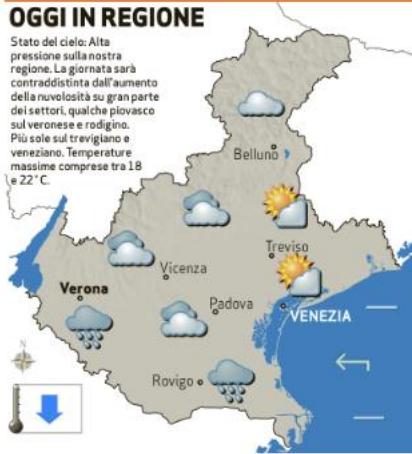 OGGI IN REGIONE
Stato del cielo: Alta
pressione sulla nostra
regione. La giornata sarà
contraddistinta dall'aumento
della nuvolosità su gran parte
dei settori, qualche piovasco
sul veronese e rodigino.
Più sole sul trevigiano e
veneziano. Temperature
massime comprese tra 18
e 22°C.
Belluno
Treviso
Vicenza
Verona
Padova
VENEZIA
Rovigo
N